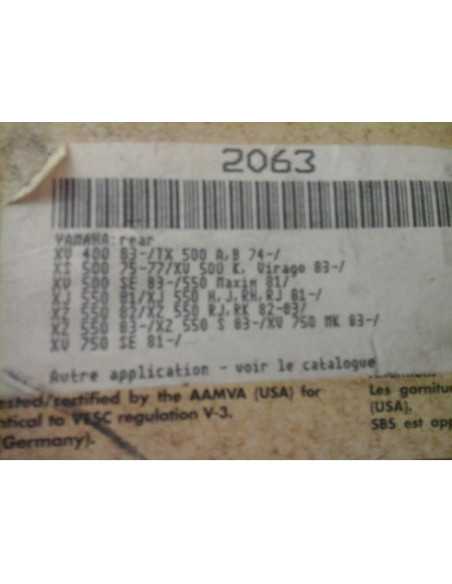 2063
YAMAHA:rear
XV 400 83-/TX 500 A,B 74-/
XS 500 75-77/XV 500 K, Virago 83-/
XV 500 SE 83-/550 Maxim 81/
XJ 550 81/XJ 550 H,J,RH,RJ 81-/
XZ 550 82/XZ 550 RJ,RK 82-83/
XZ 550 83-/XZ 550 S 83-/XV 750 MK 83-/
XV 750 SE 81-/
Autre application - voir le catalogue
ested/certified by the AAMVA (USA) for
ntical to VESC regulation V-3.
Germany).
Les garnitu
(USA),
SBS est app